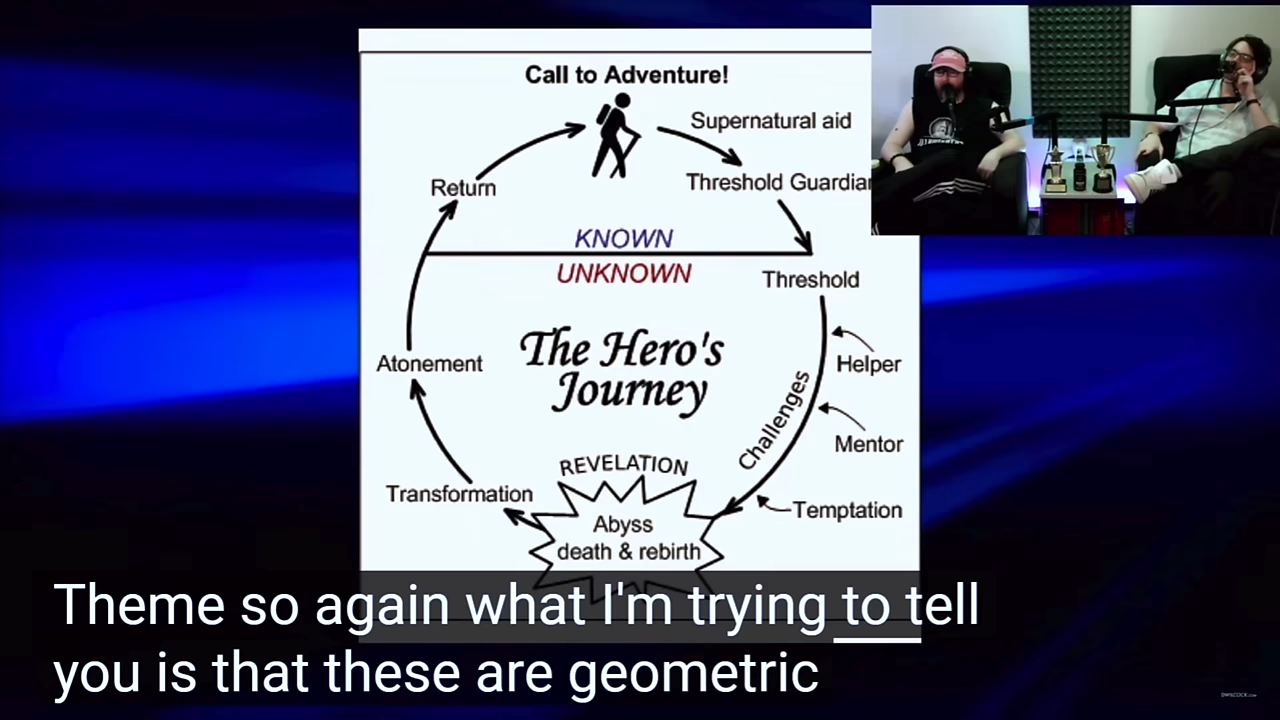 Call to Adventure!
Supernatural aid
Return
Threshold Guardian
KNOWN
UNKNOWN
Threshold
The Hero's
Journey
Atonement
Helper
Challenges
Mentor
REVELATION
Transformation
Temptation
Abyss
death & rebirth
Theme so again what I'm trying to tell
you is that these are geometric